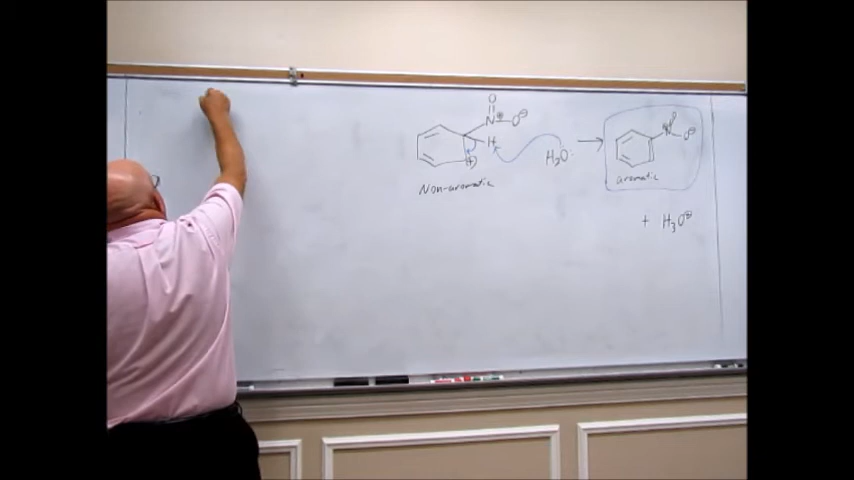 O
N⊕ O⊖
H
(+)
H₂O:
N⊕ O⊖
Non-aromatic
aromatic
+ H₃O⊕